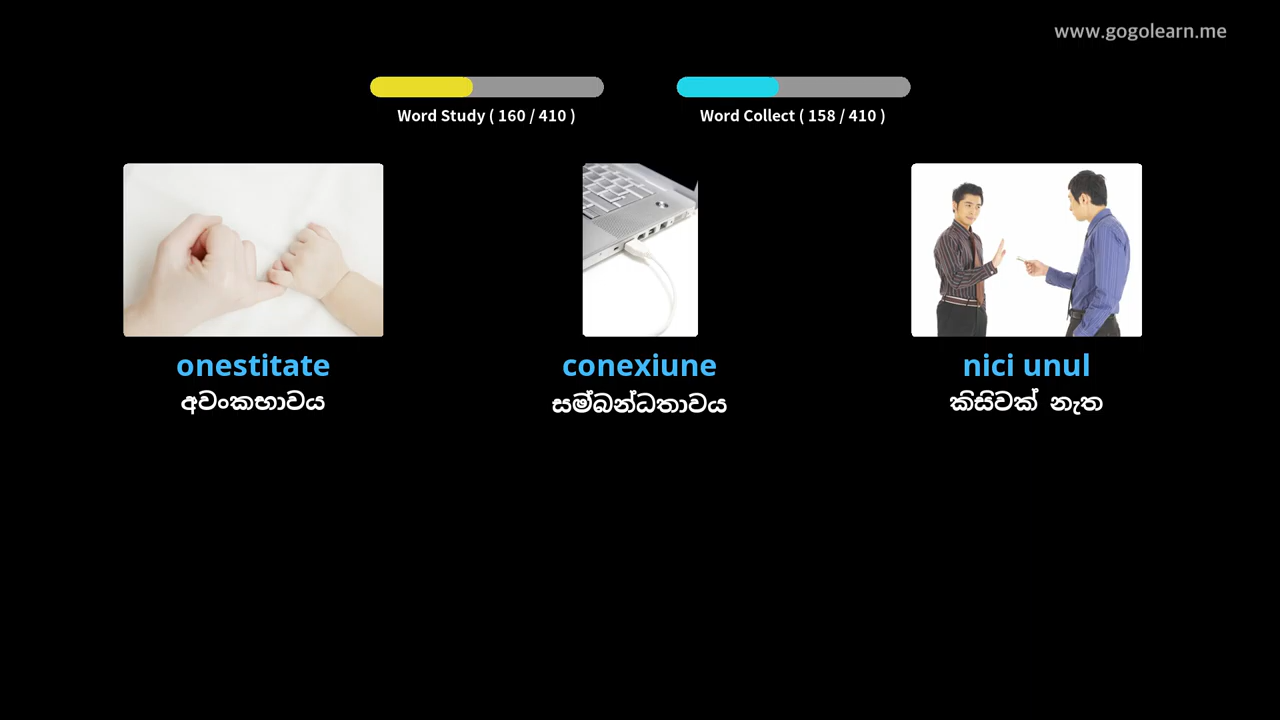 www.gogolearn.me
Word Study ( 160 / 410 )
Word Collect ( 158 / 410 )
onestitate
අවංකභාවය
conexiune
සම්බන්ධතාවය
nici unul
කිසිවක් නැත